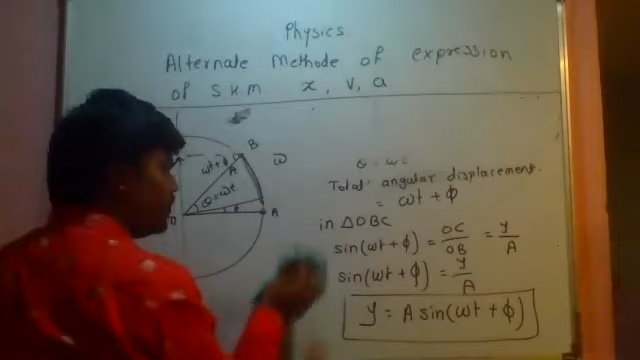 Physics
Alternate Methode of expression
of SHM x, v, a
B
ωt+φ
A
ω
θ=ωt
O
A
θ = ωt
Total angular displacement.
= ωt + φ
in ΔOBC
sin(ωt + φ) = OC/OB = y/A
sin(ωt + φ) = y/A
y = A sin(ωt + φ)